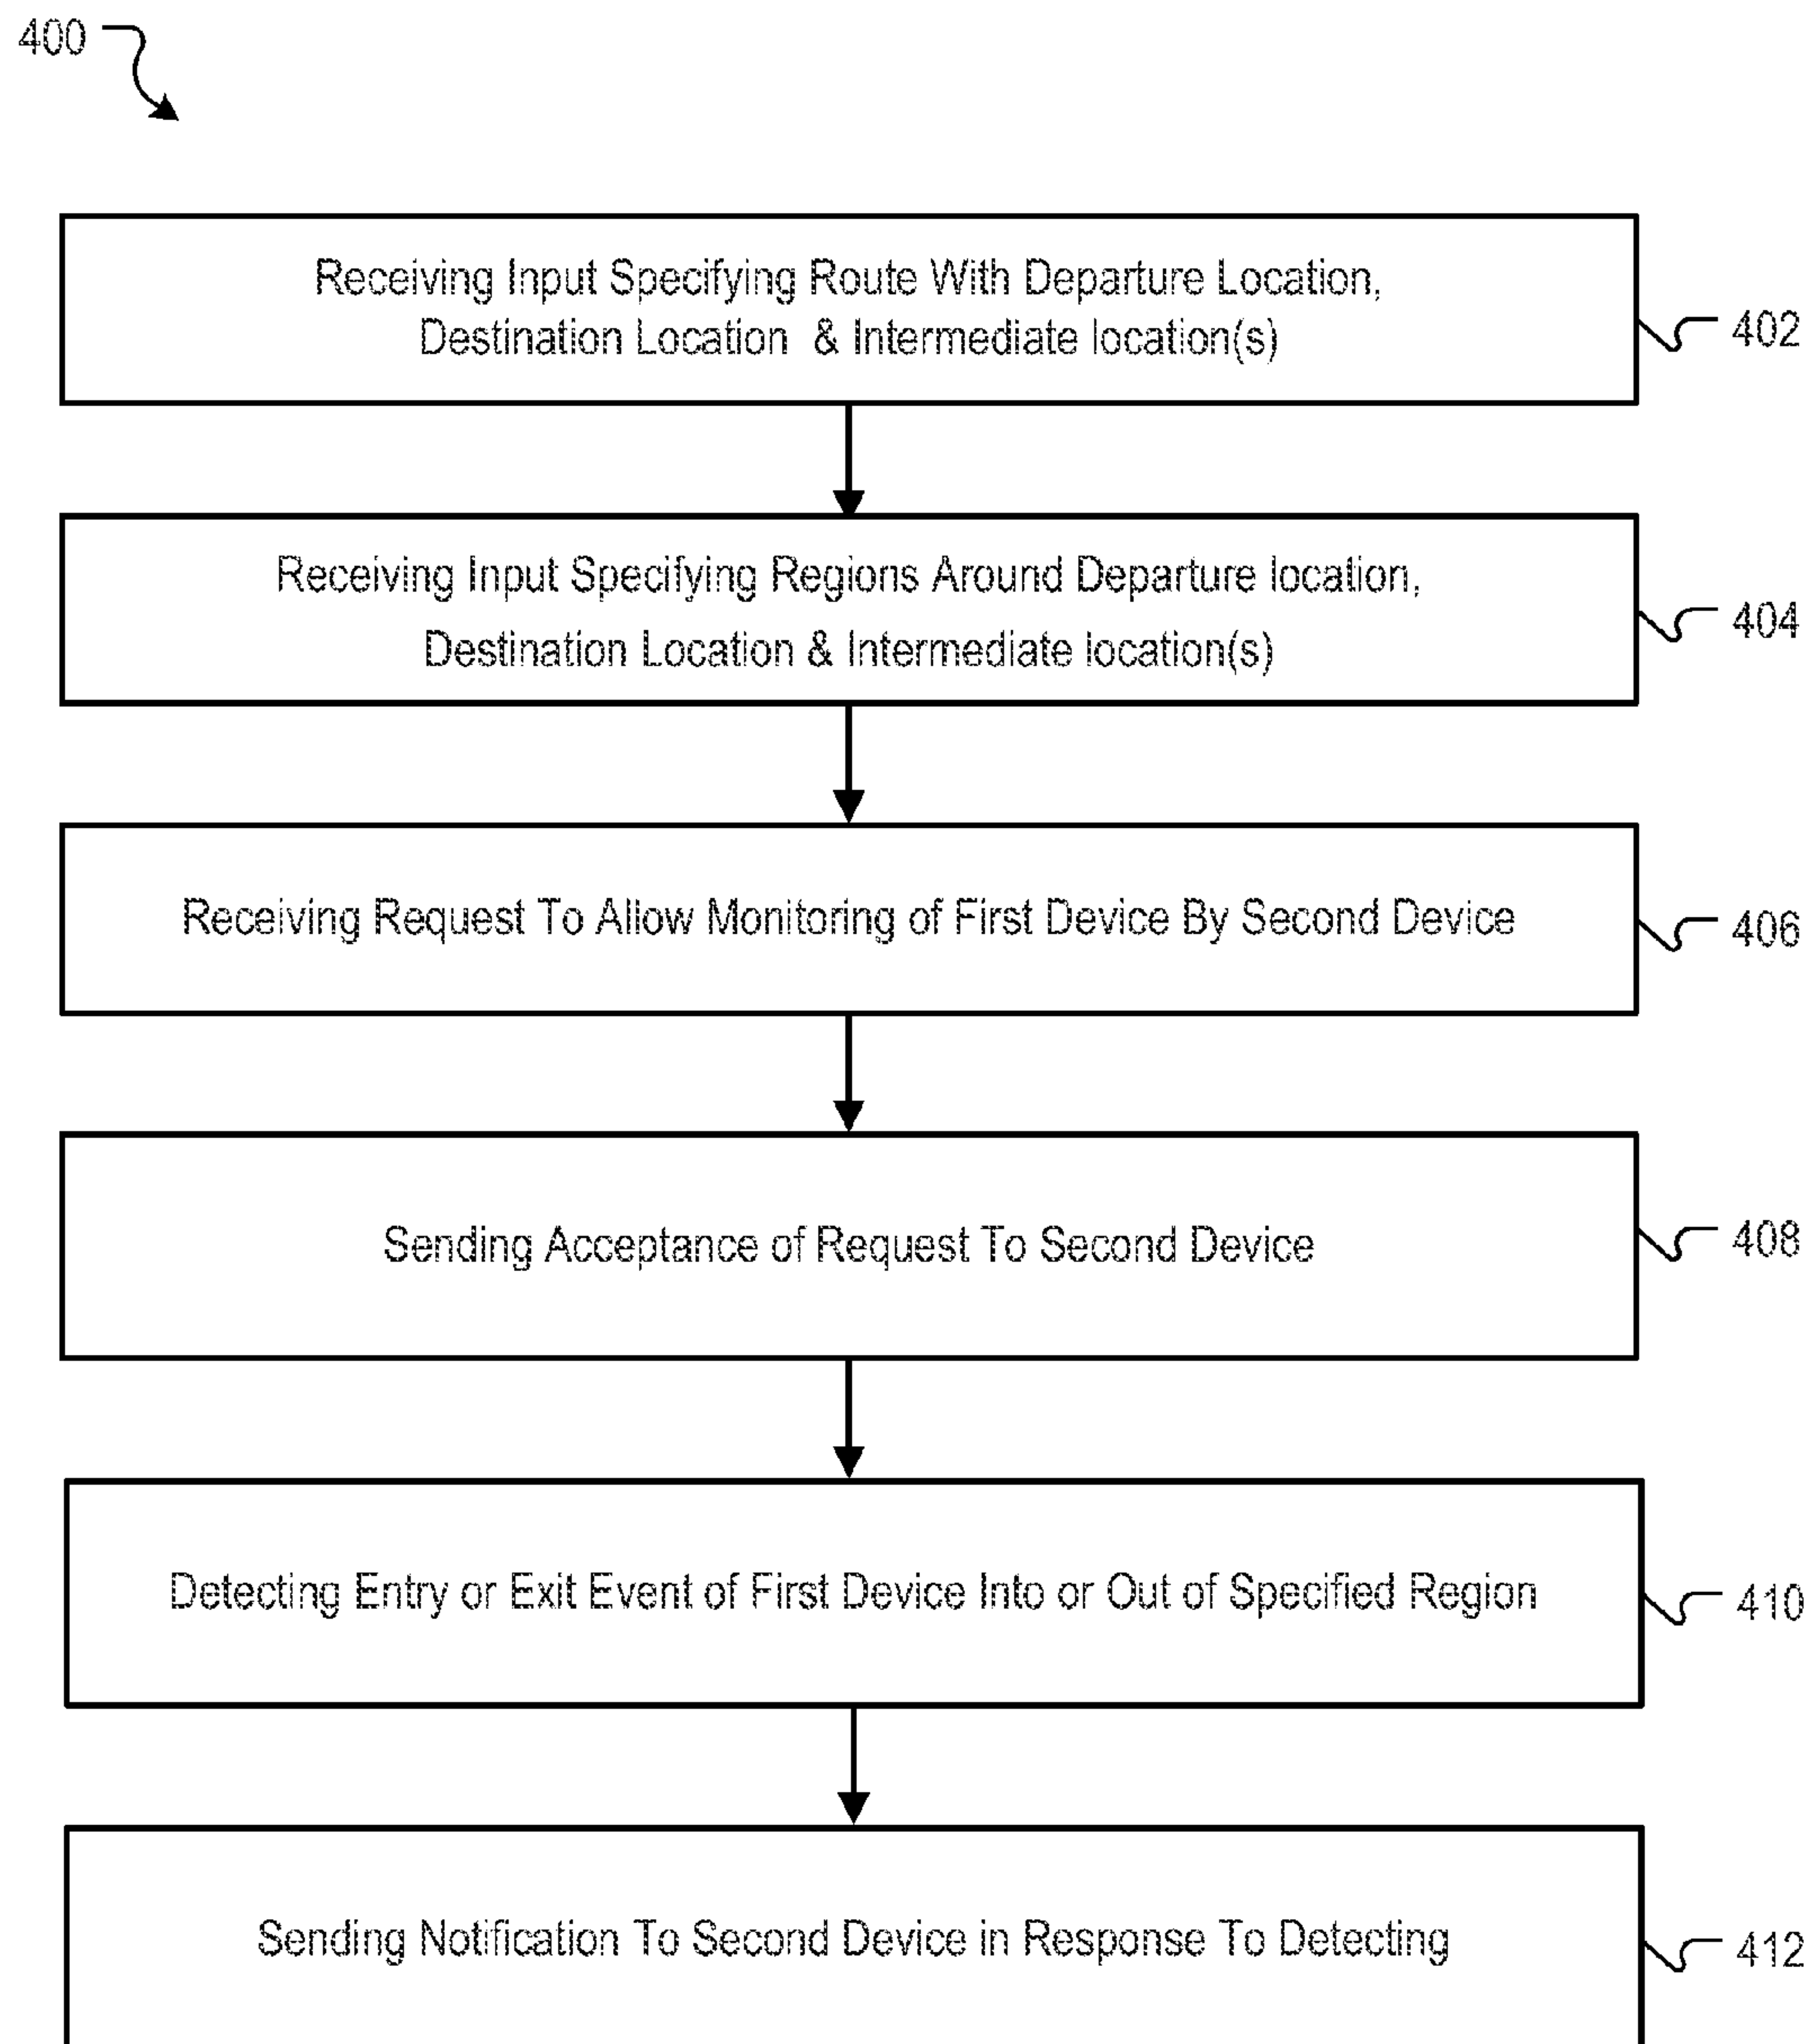 400
Receiving Input Specifying Route With Departure Location,
Destination Location & Intermediate location(s)
402
Receiving Input Specifying Regions Around Departure location,
Destination Location & Intermediate location(s)
404
Receiving Request To Allow Monitoring of First Device By Second Device
406
Sending Acceptance of Request To Second Device
408
Detecting Entry or Exit Event of First Device Into or Out of Specified Region
410
Sending Notification To Second Device in Response To Detecting
412